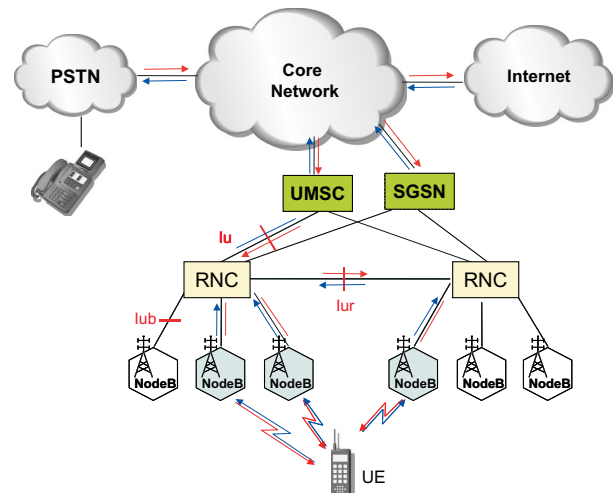 PSTN
Core
Network
Internet
UMSC
SGSN
Iu
RNC
RNC
Iub
Iur
NodeB
NodeB
NodeB
NodeB
NodeB
NodeB
UE